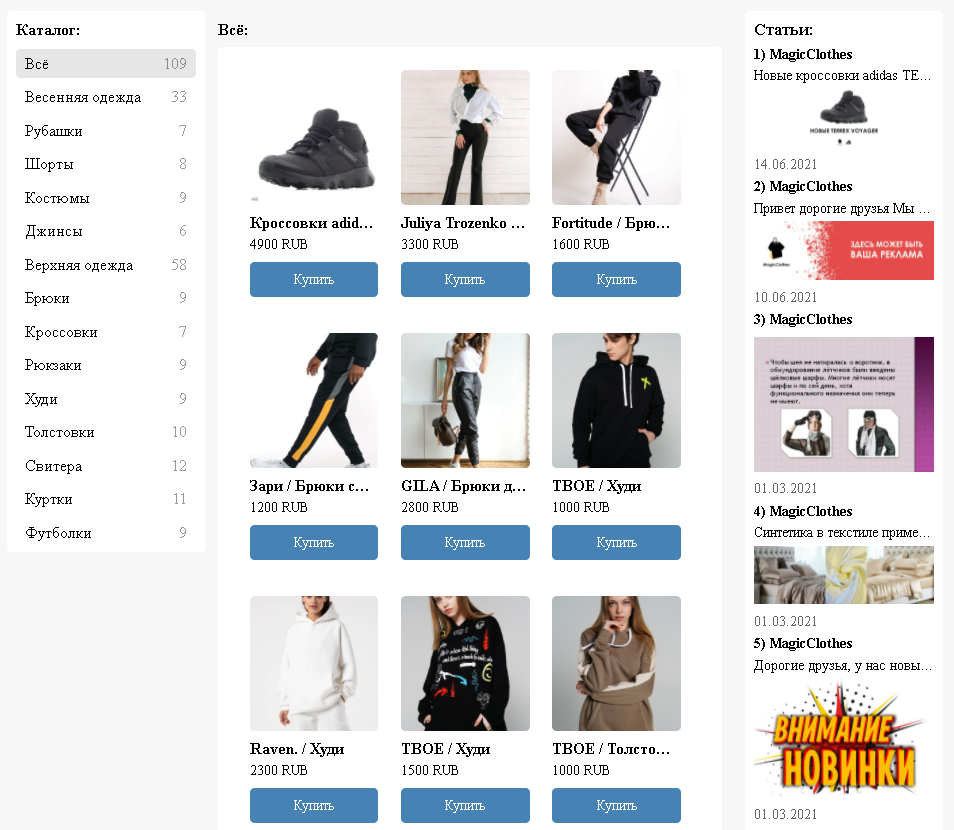 Каталог:
Всё 109
Весенняя одежда 33
Рубашки 7
Шорты 8
Костюмы 9
Джинсы 6
Верхняя одежда 58
Брюки 9
Кроссовки 7
Рюкзаки 9
Худи 9
Толстовки 10
Свитера 12
Куртки 11
Футболки 9
Всё:
Кроссовки adid...
4900 RUB
Купить
Juliya Trozenko ...
3300 RUB
Купить
Fortitude / Брю...
1600 RUB
Купить
Зари / Брюки с...
1200 RUB
Купить
GILA / Брюки д...
2800 RUB
Купить
ТВОЕ / Худи
1000 RUB
Купить
Raven. / Худи
2300 RUB
Купить
ТВОЕ / Худи
1500 RUB
Купить
ТВОЕ / Толсто...
1000 RUB
Купить
Статьи:
1) MagicClothes
Новые кроссовки adidas TE...
НОВЫЕ TERREX VOYAGER
14.06.2021
2) MagicClothes
Привет дорогие друзья Мы ...
MagicClothes
ЗДЕСЬ МОЖЕТ БЫТЬ
ВАША РЕКЛАМА
10.06.2021
3) MagicClothes
Чтобы шея не натиралась о воротник, в
обмундирование лётчиков были введены
шёлковые шарфы. Многие лётчики носят
шарфы и по сей день, хотя
функционального назначения они теперь
не имеют.
01.03.2021
4) MagicClothes
Синтетика в текстиле приме...
01.03.2021
5) MagicClothes
Дорогие друзья, у нас новы...
ВНИМАНИЕ
НОВИНКИ
01.03.2021